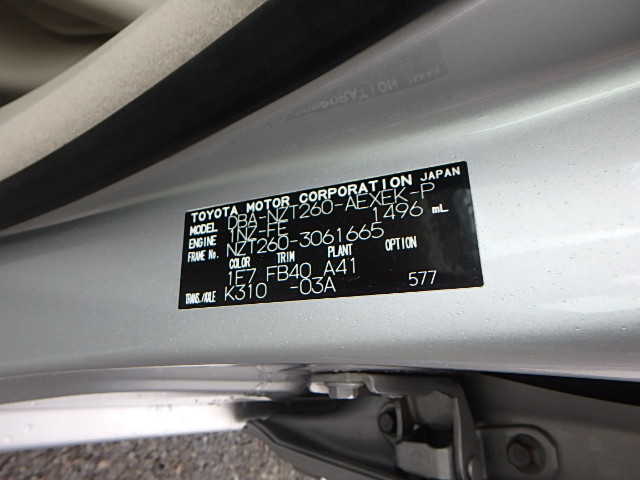 TOYOTA MOTOR CORPORATION JAPAN
MODEL DBA-NZT260-AEXEK-P
ENGINE 1NZ-FE 1496 mL
FRAME No. NZT260-3061665
COLOR TRIM PLANT OPTION
1E7 FB40 A41
TRANS./AXLE K310 -03A 577